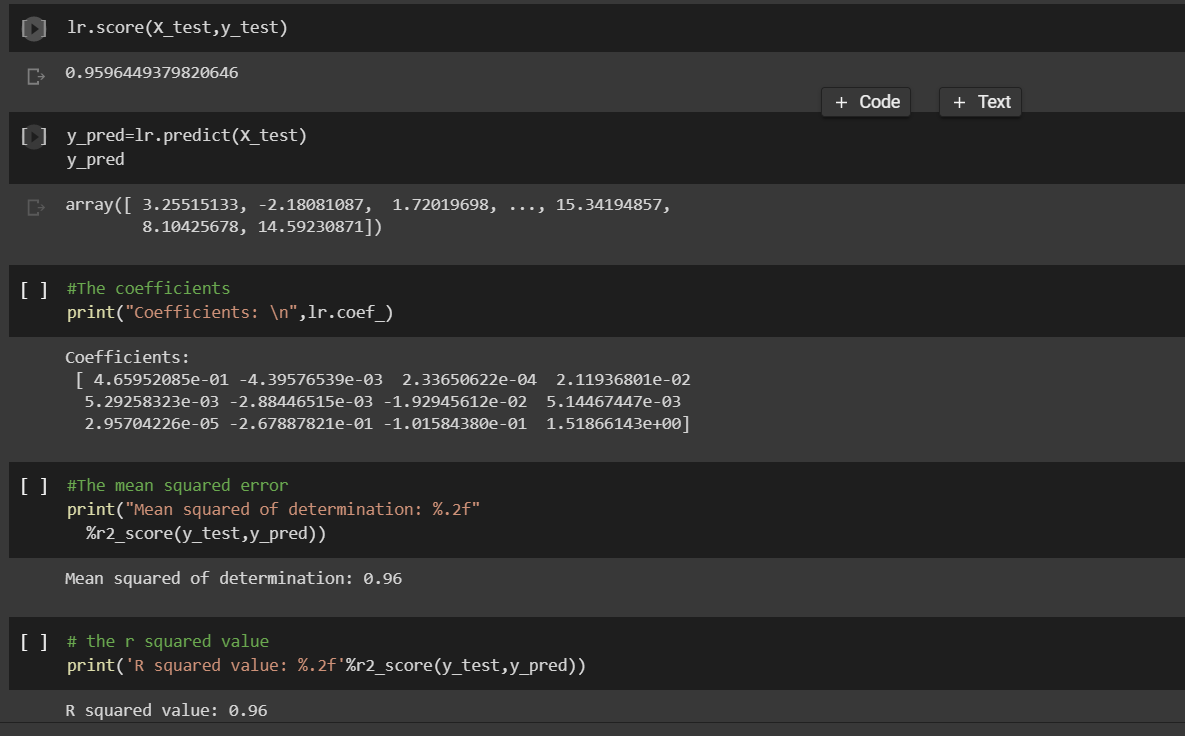 [ ] lr.score(X_test,y_test)
0.9596449379820646
+ Code + Text
[ ] y_pred=lr.predict(X_test)
y_pred
array([ 3.25515133, -2.18081087,  1.72019698, ..., 15.34194857,
8.10425678, 14.59230871])
[ ] #The coefficients
print("Coefficients: \n",lr.coef_)
Coefficients:
[ 4.65952085e-01 -4.39576539e-03  2.33650622e-04  2.11936801e-02
5.29258323e-03 -2.88446515e-03 -1.92945612e-02  5.14467447e-03
2.95704226e-05 -2.67887821e-01 -1.01584380e-01  1.51866143e+00]
[ ] #The mean squared error
print("Mean squared of determination: %.2f"
%r2_score(y_test,y_pred))
Mean squared of determination: 0.96
[ ] # the r squared value
print('R squared value: %.2f'%r2_score(y_test,y_pred))
R squared value: 0.96